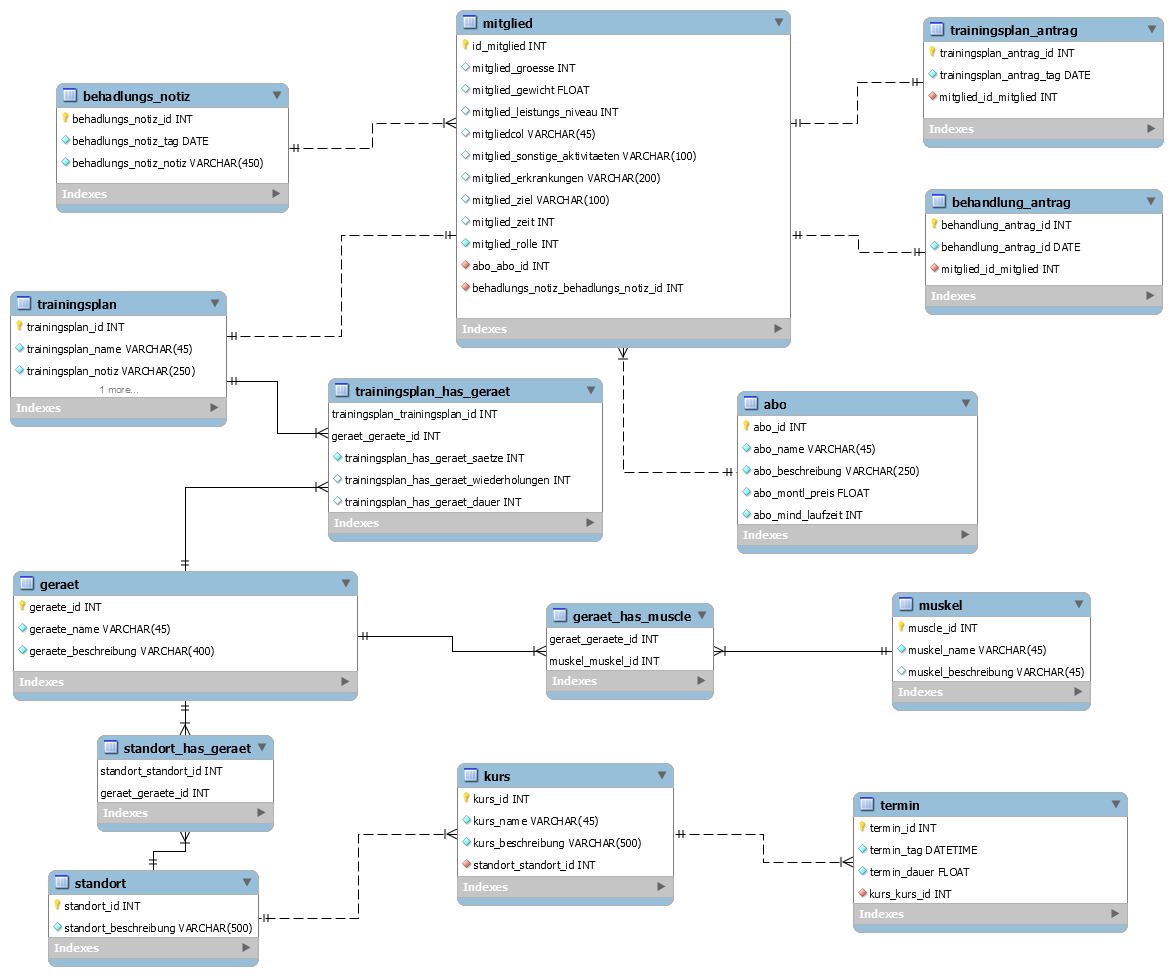 mitglied
id_mitglied INT
mitglied_groesse INT
mitglied_gewicht FLOAT
mitglied_leistungs_niveau INT
mitgliedcol VARCHAR(45)
mitglied_sonstige_aktivitaeten VARCHAR(100)
mitglied_erkrankungen VARCHAR(200)
mitglied_ziel VARCHAR(100)
mitglied_zeit INT
mitglied_rolle INT
abo_abo_id INT
behadlungs_notiz_behadlungs_notiz_id INT
Indexes
trainingsplan_antrag
trainingsplan_antrag_id INT
trainingsplan_antrag_tag DATE
mitglied_id_mitglied INT
Indexes
behadlungs_notiz
behadlungs_notiz_id INT
behadlungs_notiz_tag DATE
behadlungs_notiz_notiz VARCHAR(450)
Indexes
behandlung_antrag
behandlung_antrag_id INT
behandlung_antrag_id DATE
mitglied_id_mitglied INT
Indexes
trainingsplan
trainingsplan_id INT
trainingsplan_name VARCHAR(45)
trainingsplan_notiz VARCHAR(250)
1 more...
Indexes
trainingsplan_has_geraet
trainingsplan_trainingsplan_id INT
geraet_geraete_id INT
trainingsplan_has_geraet_saetze INT
trainingsplan_has_geraet_wiederholungen INT
trainingsplan_has_geraet_dauer INT
Indexes
abo
abo_id INT
abo_name VARCHAR(45)
abo_beschreibung VARCHAR(250)
abo_montl_preis FLOAT
abo_mind_laufzeit INT
Indexes
geraet
geraete_id INT
geraete_name VARCHAR(45)
geraete_beschreibung VARCHAR(400)
Indexes
geraet_has_muscle
geraet_geraete_id INT
muskel_muskel_id INT
Indexes
muskel
muscle_id INT
muskel_name VARCHAR(45)
muskel_beschreibung VARCHAR(45)
Indexes
standort_has_geraet
standort_standort_id INT
geraet_geraete_id INT
Indexes
kurs
kurs_id INT
kurs_name VARCHAR(45)
kurs_beschreibung VARCHAR(500)
standort_standort_id INT
Indexes
termin
termin_id INT
termin_tag DATETIME
termin_dauer FLOAT
kurs_kurs_id INT
Indexes
standort
standort_id INT
standort_beschreibung VARCHAR(500)
Indexes